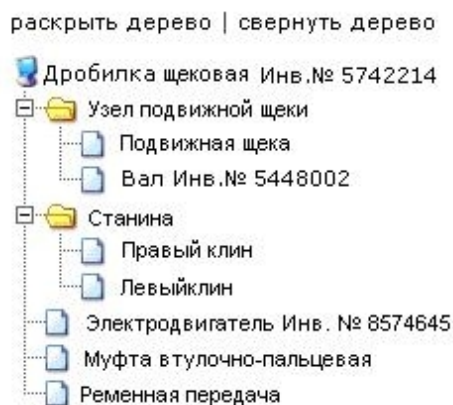 раскрыть дерево | свернуть дерево
Дробилка щековая Инв.№ 5742214
Узел подвижной щеки
Подвижная щека
Вал Инв.№ 5448002
Станина
Правый клин
Левыйклин
Электродвигатель Инв. № 8574645
Муфта втулочно-пальцевая
Ременная передача